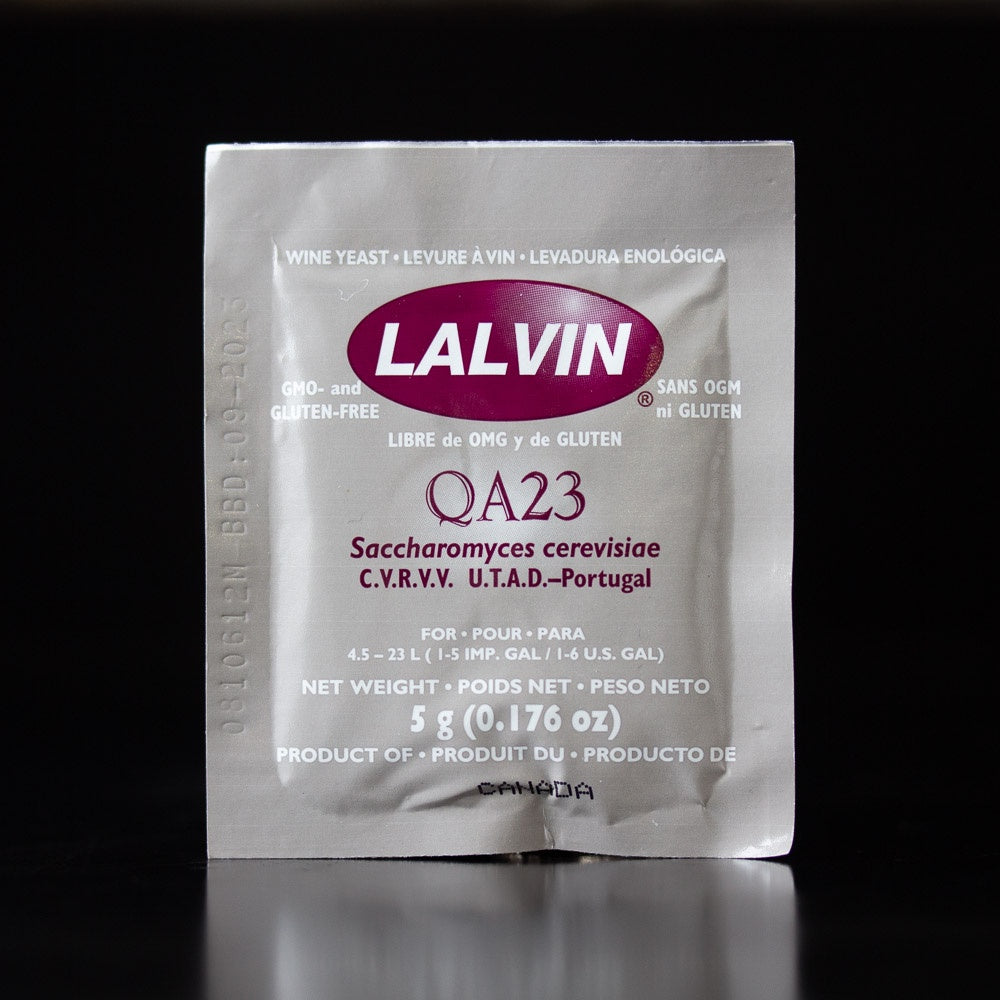 WINE YEAST • LEVURE À VIN • LEVADURA ENOLÓGICA
LALVIN®
GMO- and
GLUTEN-FREE
SANS OGM
ni GLUTEN
LIBRE de OMG y de GLUTEN
QA23
Saccharomyces cerevisiae
C.V.R.V.V. U.T.A.D.–Portugal
FOR • POUR • PARA
4.5 – 23 L ( 1-5 IMP. GAL / 1-6 U.S. GAL)
NET WEIGHT • POIDS NET • PESO NETO
5 g (0.176 oz)
PRODUCT OF • PRODUIT DU • PRODUCTO DE
CANADA
0810612M-BBD:09-2023